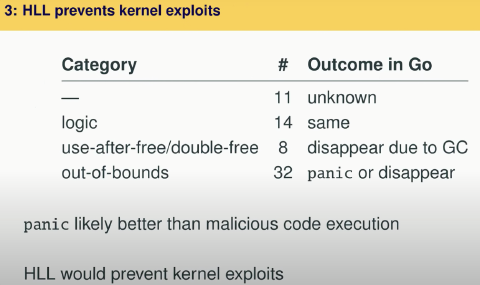 3: HLL prevents kernel exploits
Category # Outcome in Go
— 11 unknown
logic 14 same
use-after-free/double-free 8 disappear due to GC
out-of-bounds 32 panic or disappear
panic likely better than malicious code execution
HLL would prevent kernel exploits